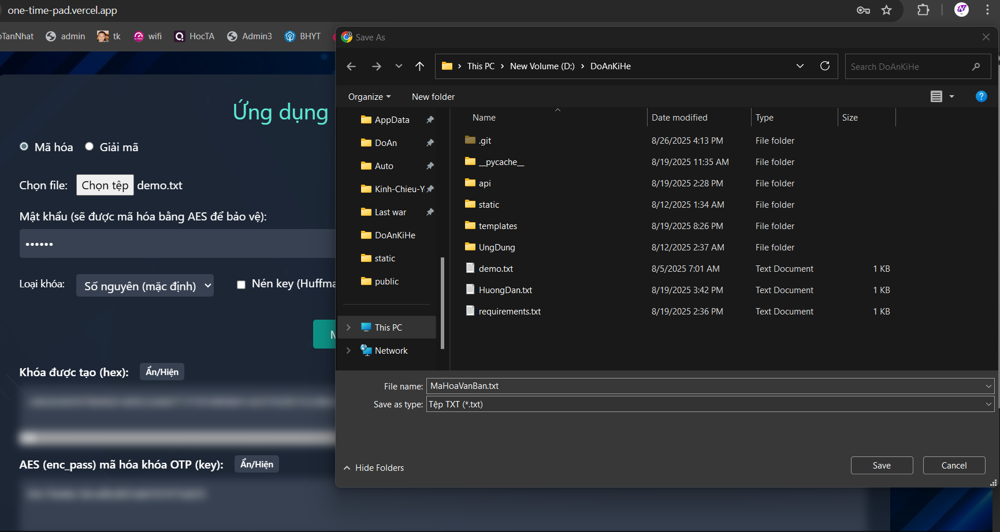 one-time-pad.vercel.app
oTanNhat admin tk wifi HocTA Admin3 BHYT
Ứng dụng
Mã hóa Giải mã
Chọn file: Chọn tệp demo.txt
Mật khẩu (sẽ được mã hóa bằng AES để bảo vệ):
Loại khóa: Số nguyên (mặc định) Nén key (Huffma
M
Khóa được tạo (hex): Ẩn/Hiện
AES (enc_pass) mã hóa khóa OTP (key): Ẩn/Hiện
Save As
This PC New Volume (D:) DoAnKiHe Search DoAnKiHe
Organize New folder
AppData
DoAn
Auto
Kinh-Chieu-Y
Last war
DoAnKiHe
static
public
This PC
Network
Name Date modified Type Size
.git 8/26/2025 4:13 PM File folder
__pycache__ 8/19/2025 11:35 AM File folder
api 8/19/2025 2:28 PM File folder
static 8/12/2025 1:34 AM File folder
templates 8/19/2025 8:26 PM File folder
UngDung 8/12/2025 2:37 AM File folder
demo.txt 8/5/2025 7:01 AM Text Document 1 KB
HuongDan.txt 8/19/2025 3:42 PM Text Document 1 KB
requirements.txt 8/19/2025 2:36 PM Text Document 1 KB
File name: MaHoaVanBan.txt
Save as type: Tệp TXT (*.txt)
Hide Folders Save Cancel